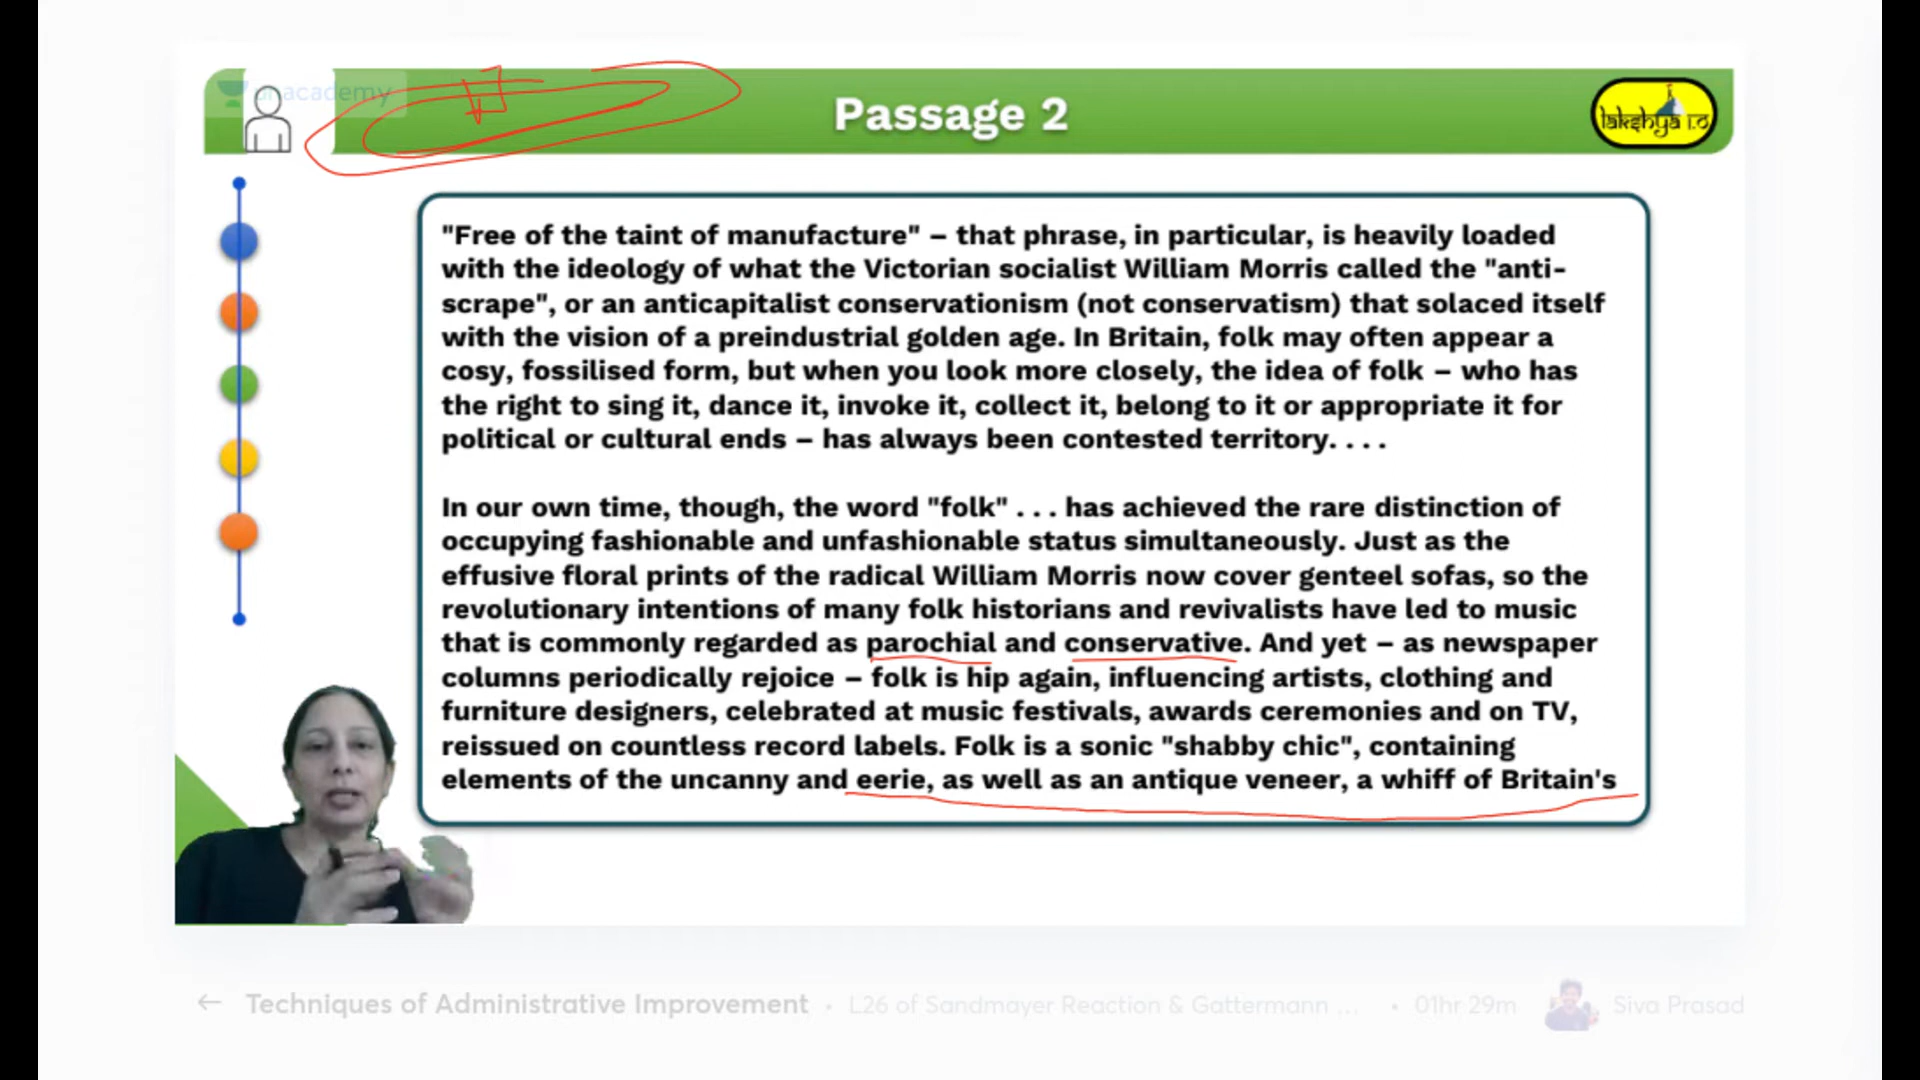 unacademy
Passage 2
lakshya I.O
"Free of the taint of manufacture" – that phrase, in particular, is heavily loaded
with the ideology of what the Victorian socialist William Morris called the "anti-
scrape", or an anticapitalist conservationism (not conservatism) that solaced itself
with the vision of a preindustrial golden age. In Britain, folk may often appear a
cosy, fossilised form, but when you look more closely, the idea of folk – who has
the right to sing it, dance it, invoke it, collect it, belong to it or appropriate it for
political or cultural ends – has always been contested territory. . . .
In our own time, though, the word "folk" . . . has achieved the rare distinction of
occupying fashionable and unfashionable status simultaneously. Just as the
effusive floral prints of the radical William Morris now cover genteel sofas, so the
revolutionary intentions of many folk historians and revivalists have led to music
that is commonly regarded as parochial and conservative. And yet – as newspaper
columns periodically rejoice – folk is hip again, influencing artists, clothing and
furniture designers, celebrated at music festivals, awards ceremonies and on TV,
reissued on countless record labels. Folk is a sonic "shabby chic", containing
elements of the uncanny and eerie, as well as an antique veneer, a whiff of Britain's
← Techniques of Administrative Improvement • L26 of Sandmayer Reaction & Gattermann ... • 01hr 29m Siva Prasad